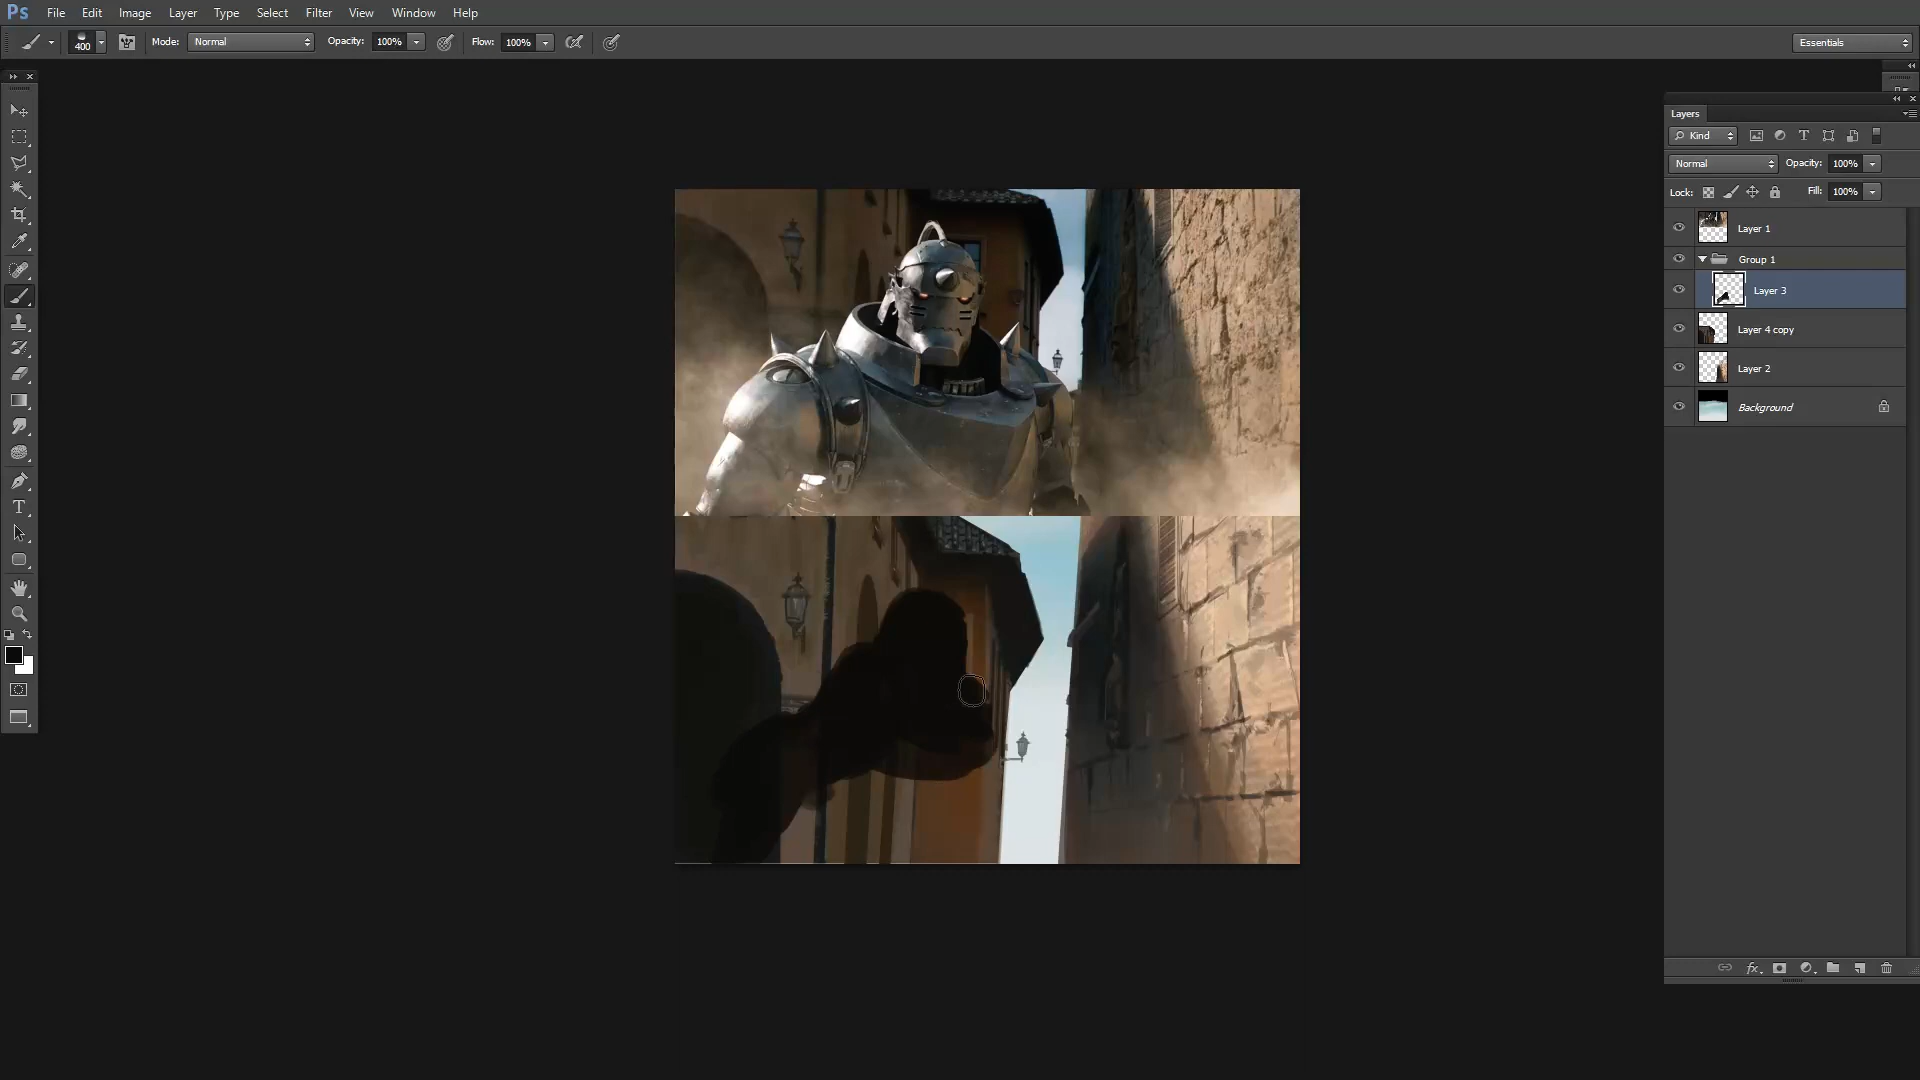 Ps File Edit Image Layer Type Select Filter View Window Help
400 Mode: Normal Opacity: 100% Flow: 100% Essentials
Layers
Kind
Normal Opacity: 100%
Lock: Fill: 100%
Layer 1
Group 1
Layer 3
Layer 4 copy
Layer 2
Background